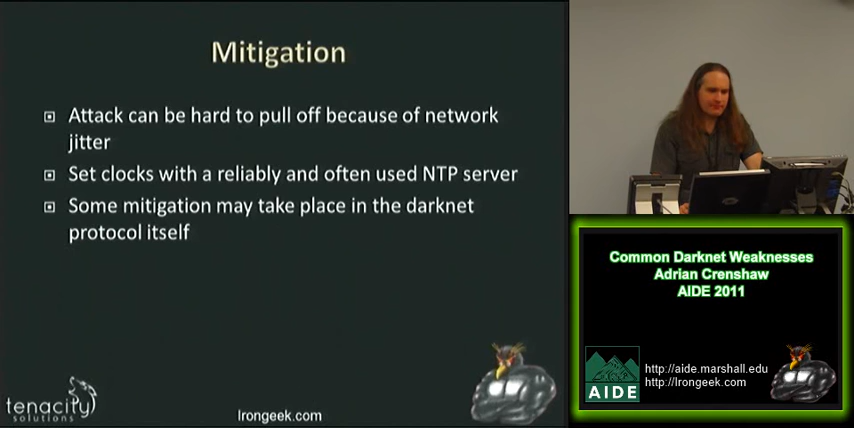 Mitigation
Attack can be hard to pull off because of network
jitter
Set clocks with a reliably and often used NTP server
Some mitigation may take place in the darknet
protocol itself
tenacity
solutions
Irongeek.com
Common Darknet Weaknesses
Adrian Crenshaw
AIDE 2011
AIDE
http://aide.marshall.edu
http://Irongeek.com